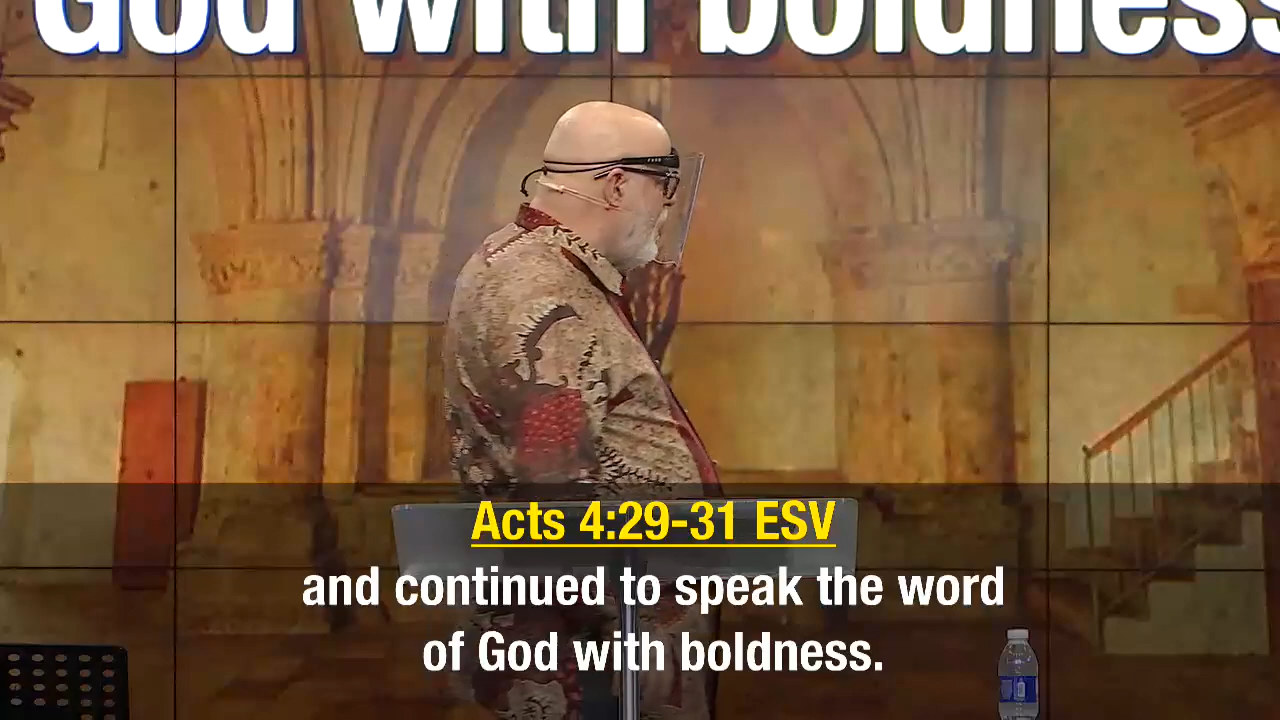 God with boldness
Acts 4:29-31 ESV
and continued to speak the word
of God with boldness.